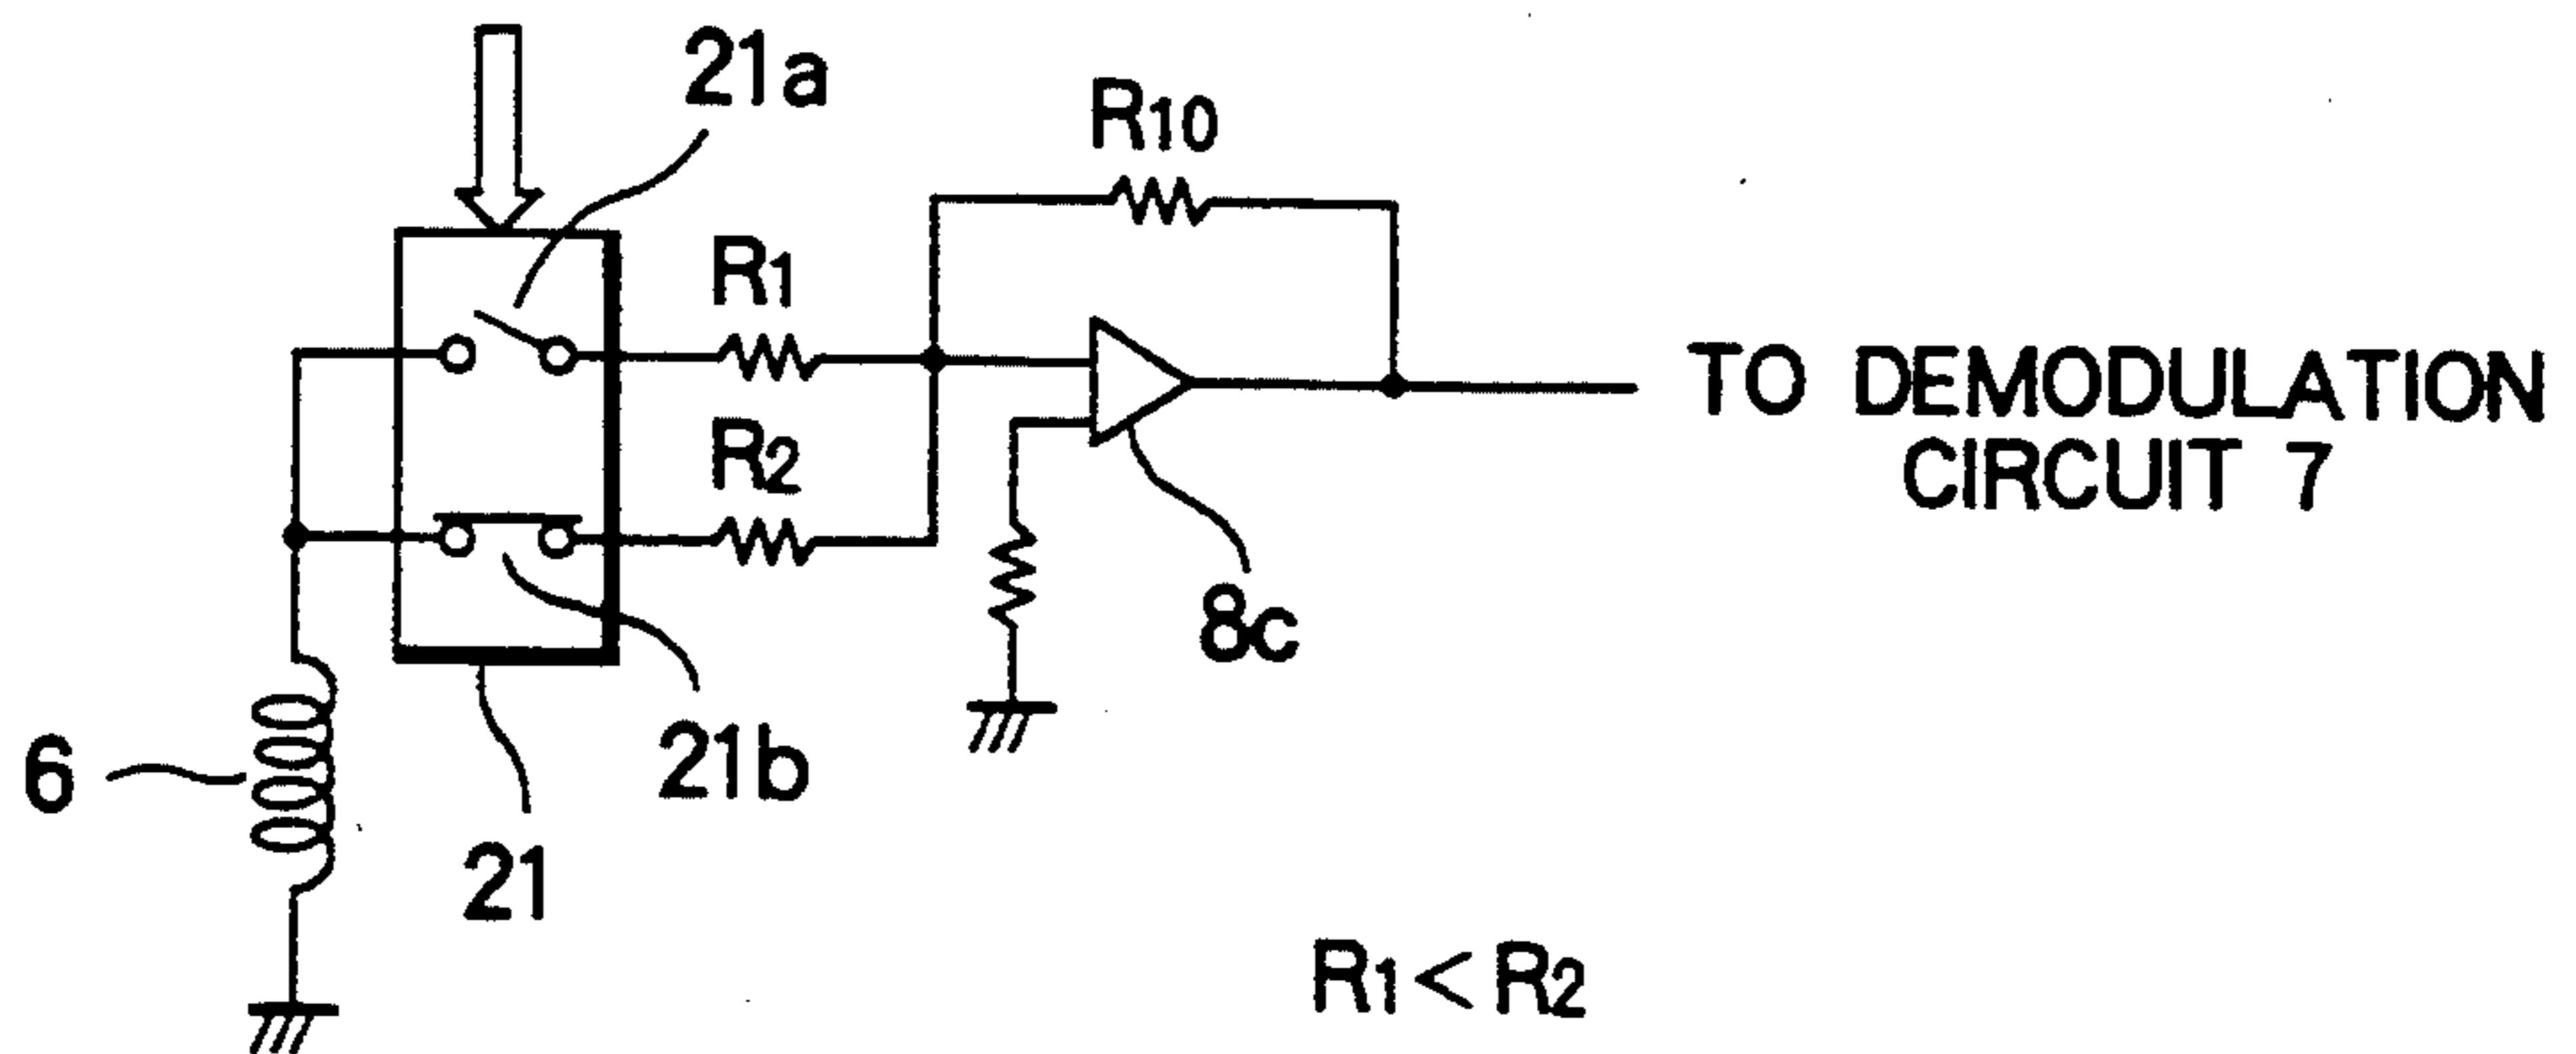 21a
R10
R1
R2
TO DEMODULATION
CIRCUIT 7
8c
21b
6
21
R1 < R2